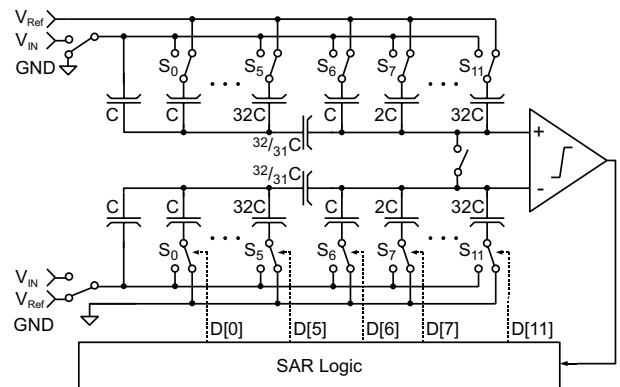 V_Ref
V_IN
GND
S_0 S_5 S_6 S_7 S_11
C C 32C C 2C 32C
32/31C
32/31C
+
-
C C 32C C 2C 32C
S_0 S_5 S_6 S_7 S_11
V_IN
V_Ref
GND
D[0] D[5] D[6] D[7] D[11]
SAR Logic